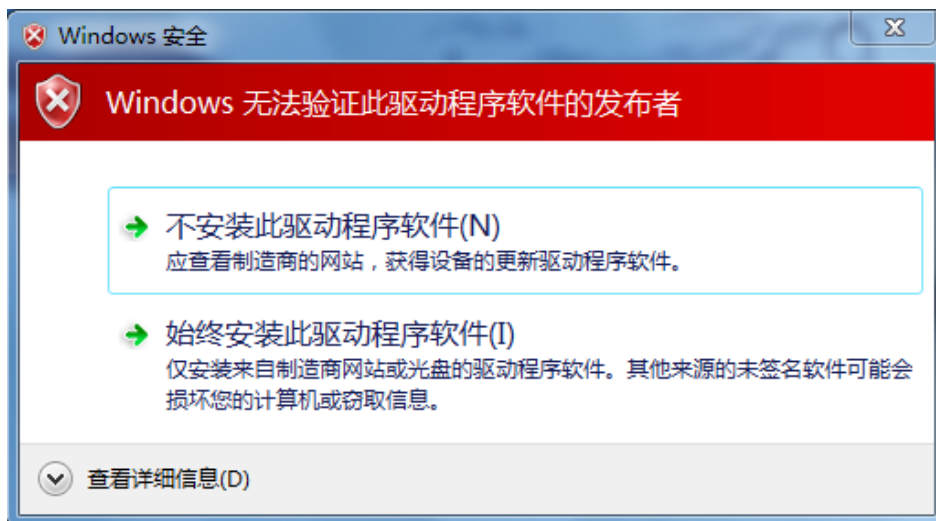 Windows 安全
Windows 无法验证此驱动程序软件的发布者
不安装此驱动程序软件(N)
应查看制造商的网站，获得设备的更新驱动程序软件。
始终安装此驱动程序软件(I)
仅安装来自制造商网站或光盘的驱动程序软件。其他来源的未签名软件可能会
损坏您的计算机或窃取信息。
查看详细信息(D)